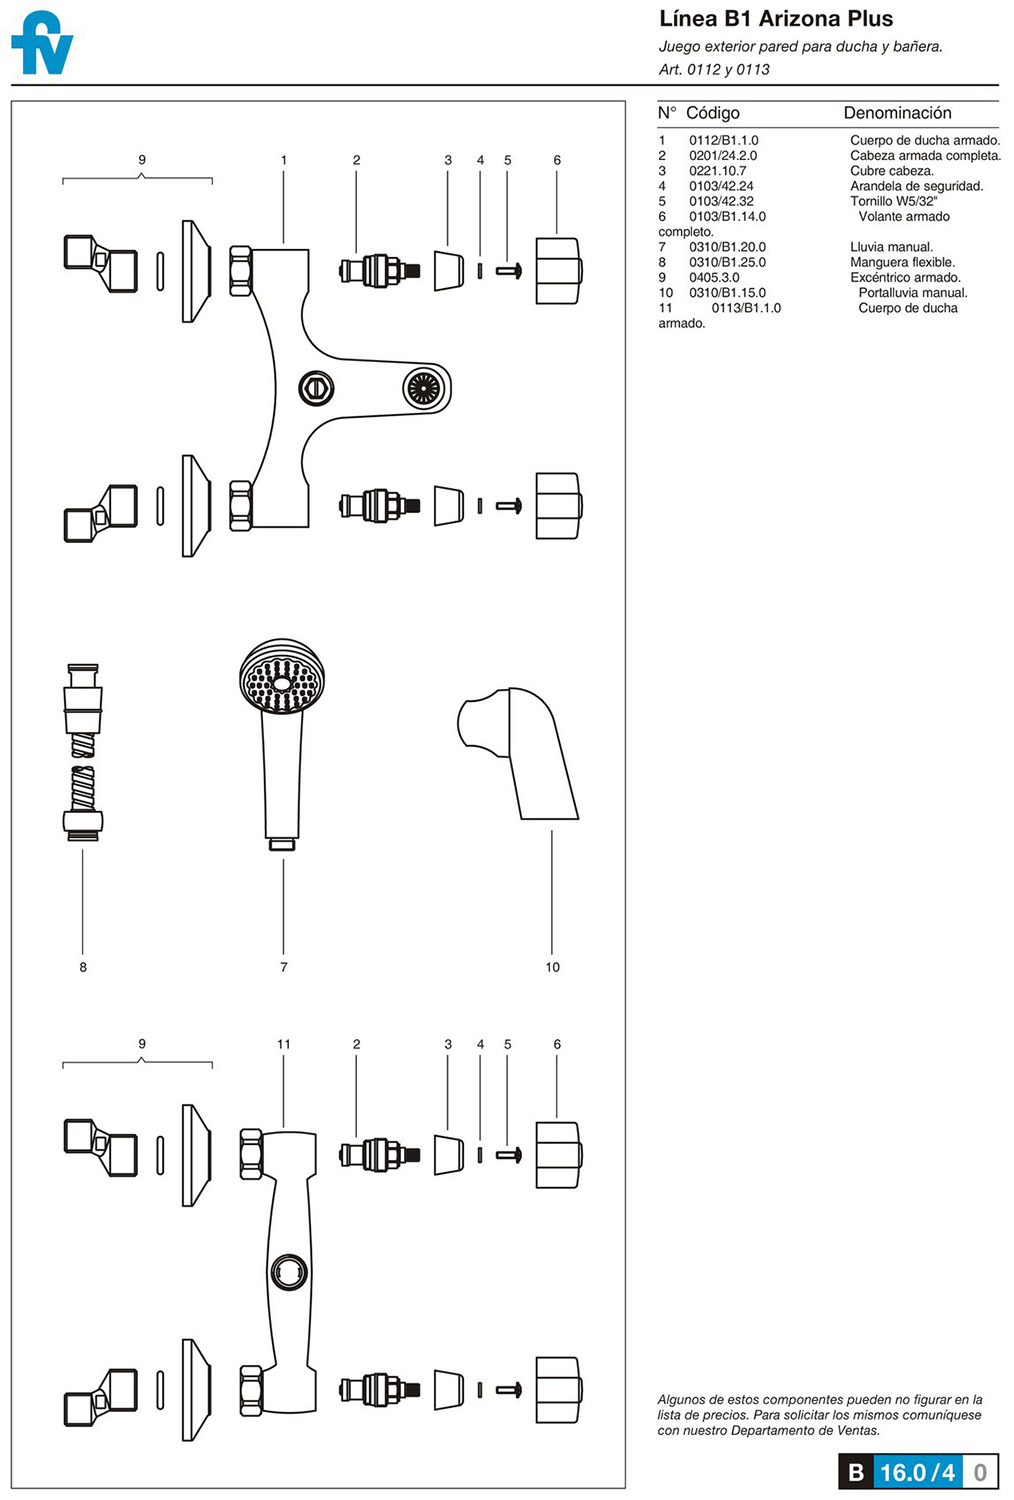 fv
Línea B1 Arizona Plus
Juego exterior pared para ducha y bañera.
Art. 0112 y 0113
N° Código Denominación
1 0112/B1.1.0 Cuerpo de ducha armado.
2 0201/24.2.0 Cabeza armada completa.
3 0221.10.7 Cubre cabeza.
4 0103/42.24 Arandela de seguridad.
5 0103/42.32 Tornillo W5/32"
6 0103/B1.14.0 Volante armado
completo.
7 0310/B1.20.0 Lluvia manual.
8 0310/B1.25.0 Manguera flexible.
9 0405.3.0 Excéntrico armado.
10 0310/B1.15.0 Portalluvia manual.
11 0113/B1.1.0 Cuerpo de ducha
armado.
9 1 2 3 4 5 6
8 7 10
9 11 2 3 4 5 6
Algunos de estos componentes pueden no figurar en la
lista de precios. Para solicitar los mismos comuníquese
con nuestro Departamento de Ventas.
B 16.0/4 0